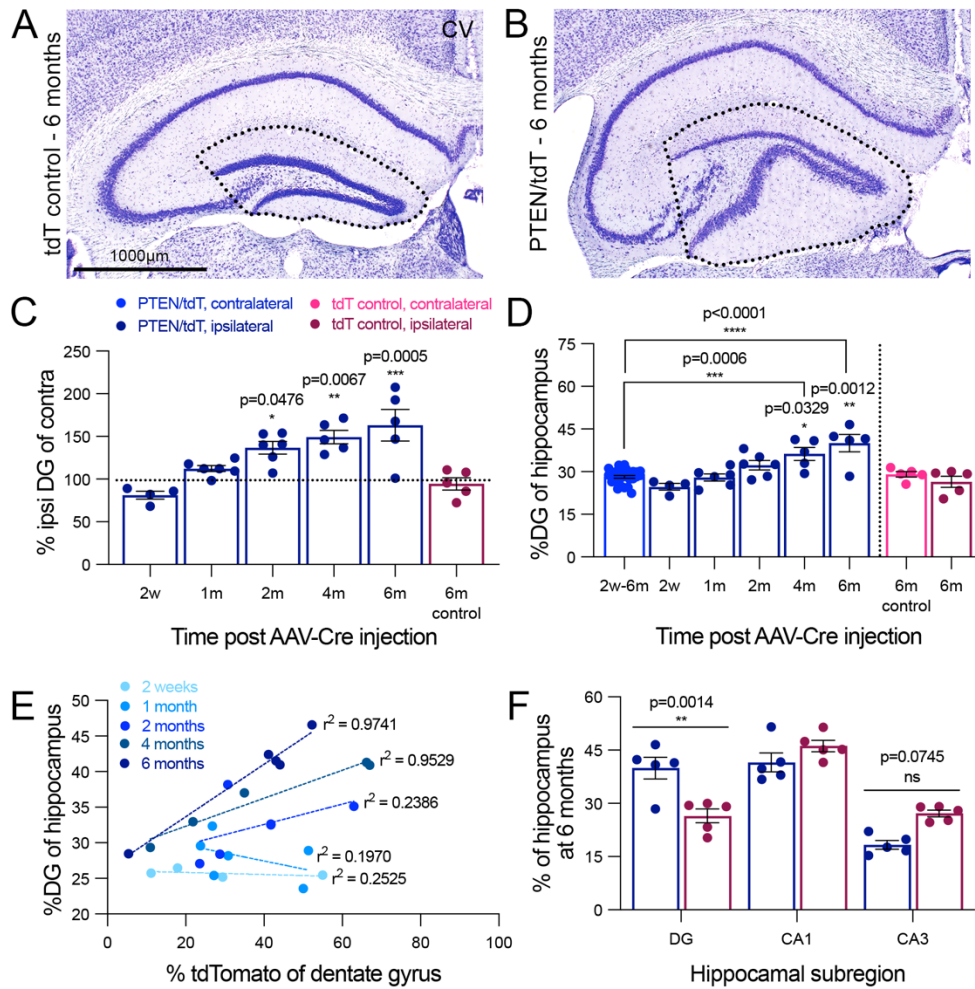 A
tdT control - 6 months
CV
1000µm
B
PTEN/tdT - 6 months
C
PTEN/tdT, contralateral
PTEN/tdT, ipsilateral
tdT control, contralateral
tdT control, ipsilateral
% ipsi DG of contra
250
200
150
100
50
0
p=0.0476
*
p=0.0067
**
p=0.0005
***
2w
1m
2m
4m
6m
6m
control
Time post AAV-Cre injection
D
%DG of hippocampus
75
60
45
30
15
0
p<0.0001
****
p=0.0006
***
p=0.0012
**
p=0.0329
*
2w-6m
2w
1m
2m
4m
6m
6m
control
6m
control
Time post AAV-Cre injection
E
2 weeks
1 month
2 months
4 months
6 months
%DG of hippocampus
50
45
40
35
30
25
20
r² = 0.9741
r² = 0.9529
r² = 0.2386
r² = 0.1970
r² = 0.2525
0
20
40
60
80
100
% tdTomato of dentate gyrus
F
% of hippocampus
at 6 months
60
45
30
15
0
p=0.0014
**
p=0.0745
ns
DG
CA1
CA3
Hippocamal subregion